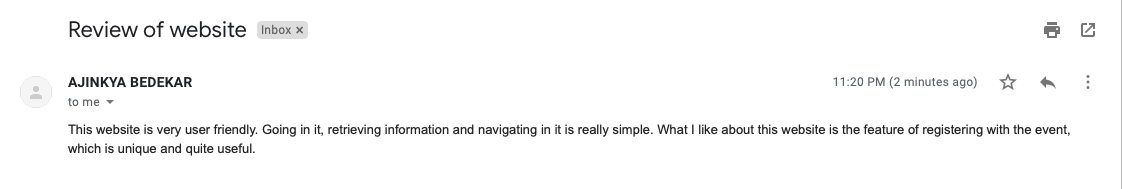 Review of website Inbox ×
AJINKYA BEDEKAR 11:20 PM (2 minutes ago)
to me
This website is very user friendly. Going in it, retrieving information and navigating in it is really simple. What I like about this website is the feature of registering with the event,
which is unique and quite useful.